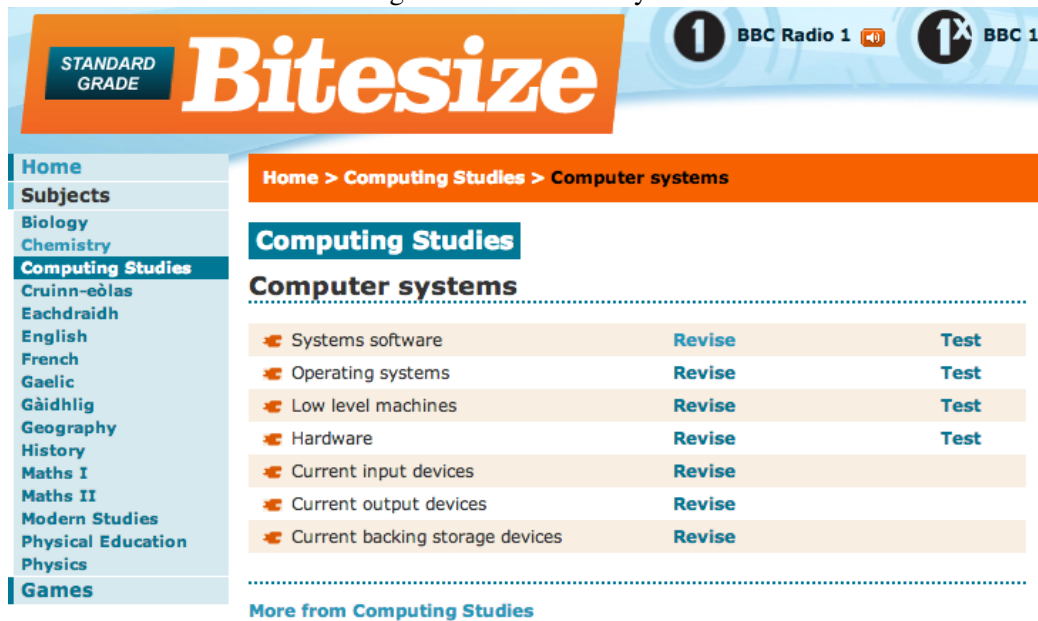 STANDARD
GRADE
Bitesize
BBC Radio 1
BBC 1
Home
Subjects
Biology
Chemistry
Computing Studies
Cruinn-eòlas
Eachdraidh
English
French
Gaelic
Gàidhlig
Geography
History
Maths I
Maths II
Modern Studies
Physical Education
Physics
Games
Home > Computing Studies > Computer systems
Computing Studies
Computer systems
Systems software Revise Test
Operating systems Revise Test
Low level machines Revise Test
Hardware Revise Test
Current input devices Revise
Current output devices Revise
Current backing storage devices Revise
More from Computing Studies